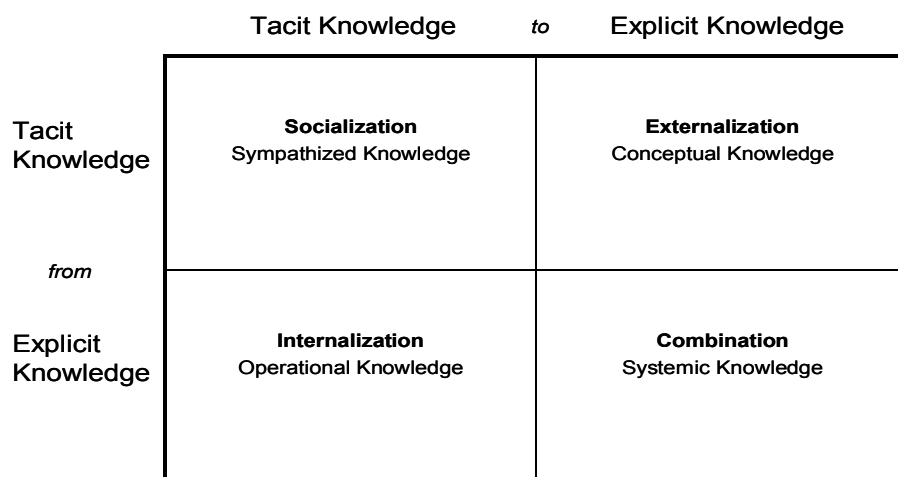 Tacit Knowledge to Explicit Knowledge
Tacit
Knowledge
Socialization
Sympathized Knowledge
Externalization
Conceptual Knowledge
from
Explicit
Knowledge
Internalization
Operational Knowledge
Combination
Systemic Knowledge